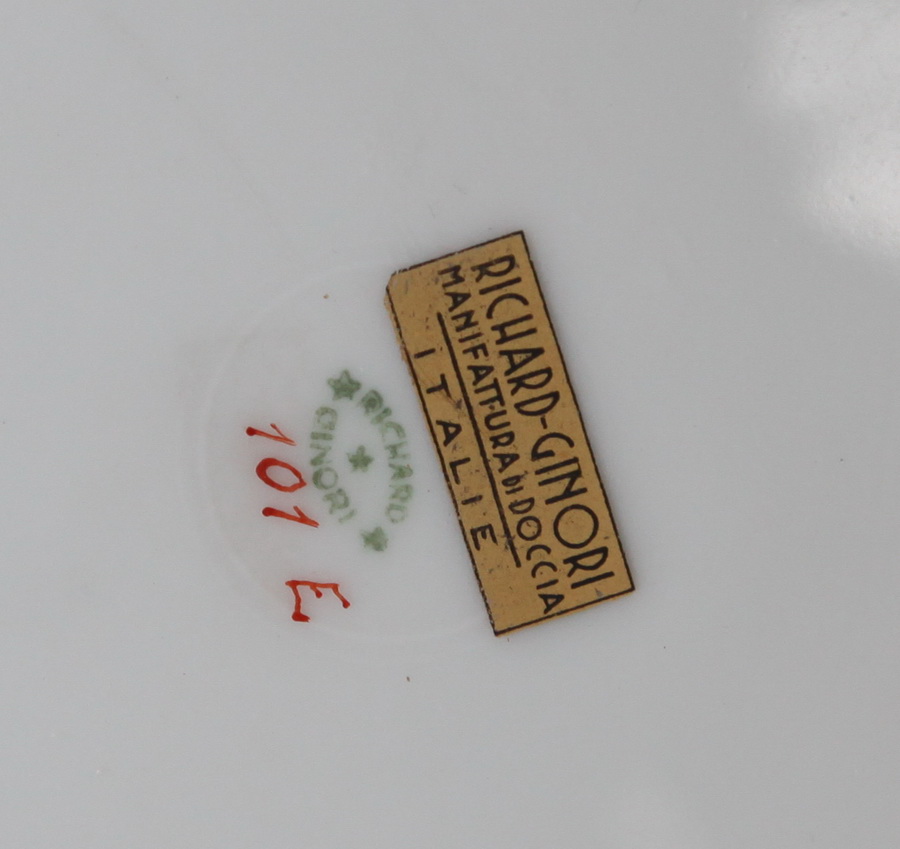 RICHARD-GINORI
MANIFATTURA DI DOCCIA
ITALIE
RICHARD
GINORI
101 E